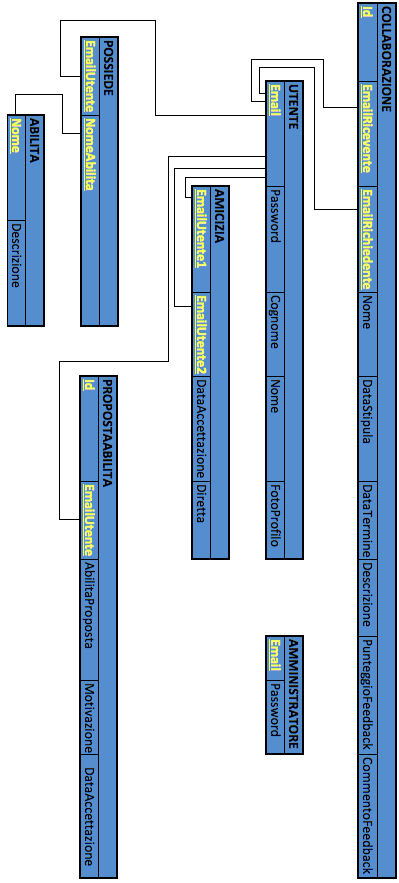 COLLABORAZIONE
Id EmailRicevente EmailRichiedente Nome DataStipula DataTermine Descrizione PunteggioFeedback CommentoFeedback
UTENTE
Email Password Cognome Nome FotoProfilo
AMMINISTRATORE
Email Password
AMICIZIA
EmailUtente1 EmailUtente2 DataAccettazione Diretta
POSSIEDE
EmailUtente NomeAbilita
PROPOSTAABILITA
Id EmailUtente AbilitaProposta Motivazione DataAccettazione
ABILITA
Nome Descrizione